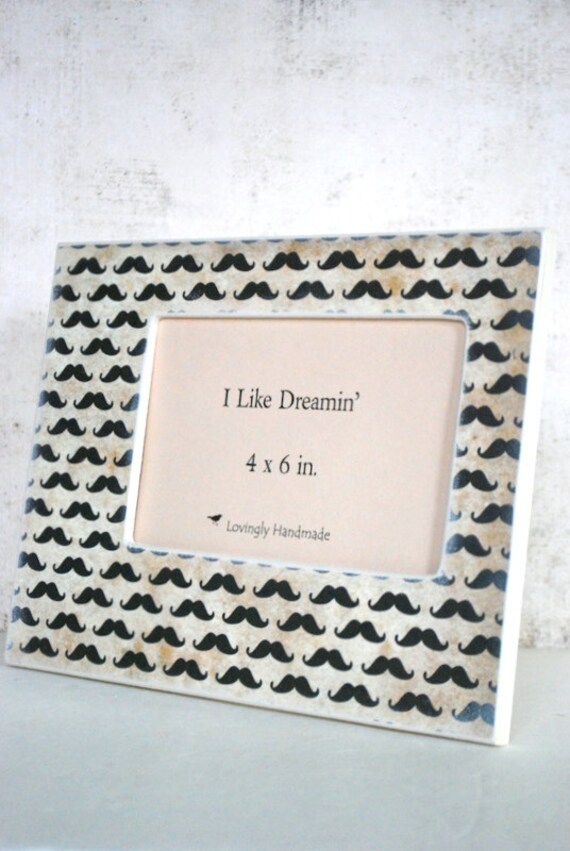 I Like Dreamin’
4 x 6 in.
Lovingly Handmade